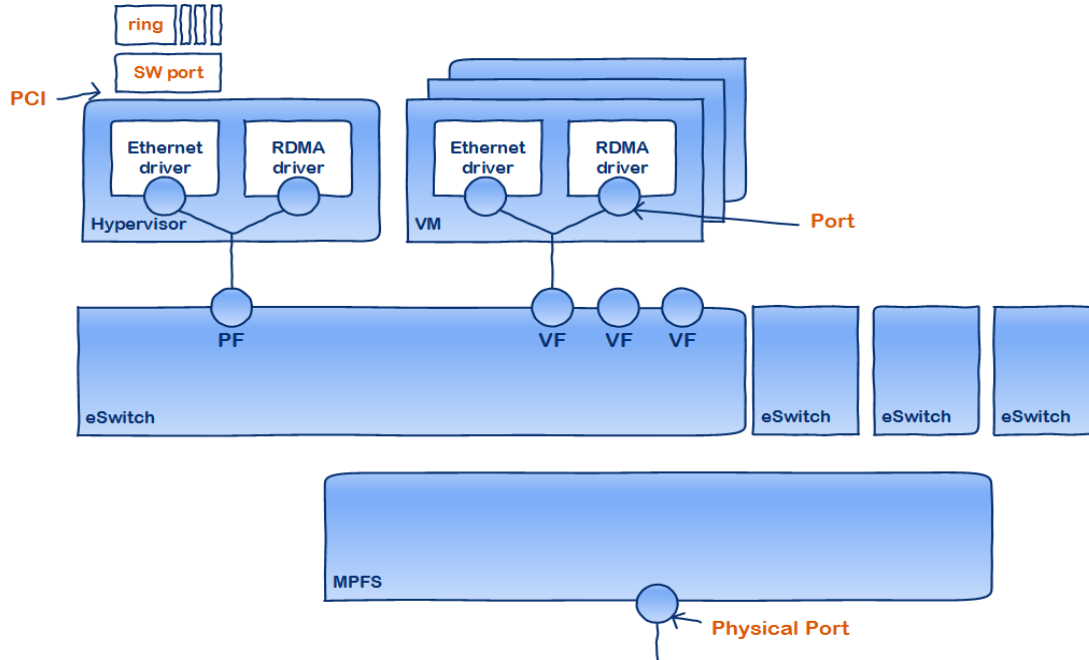 ring
SW port
PCI
Ethernet
driver
RDMA
driver
Hypervisor
Ethernet
driver
RDMA
driver
VM
Port
PF
VF
VF
VF
eSwitch
eSwitch
eSwitch
eSwitch
MPFS
Physical Port